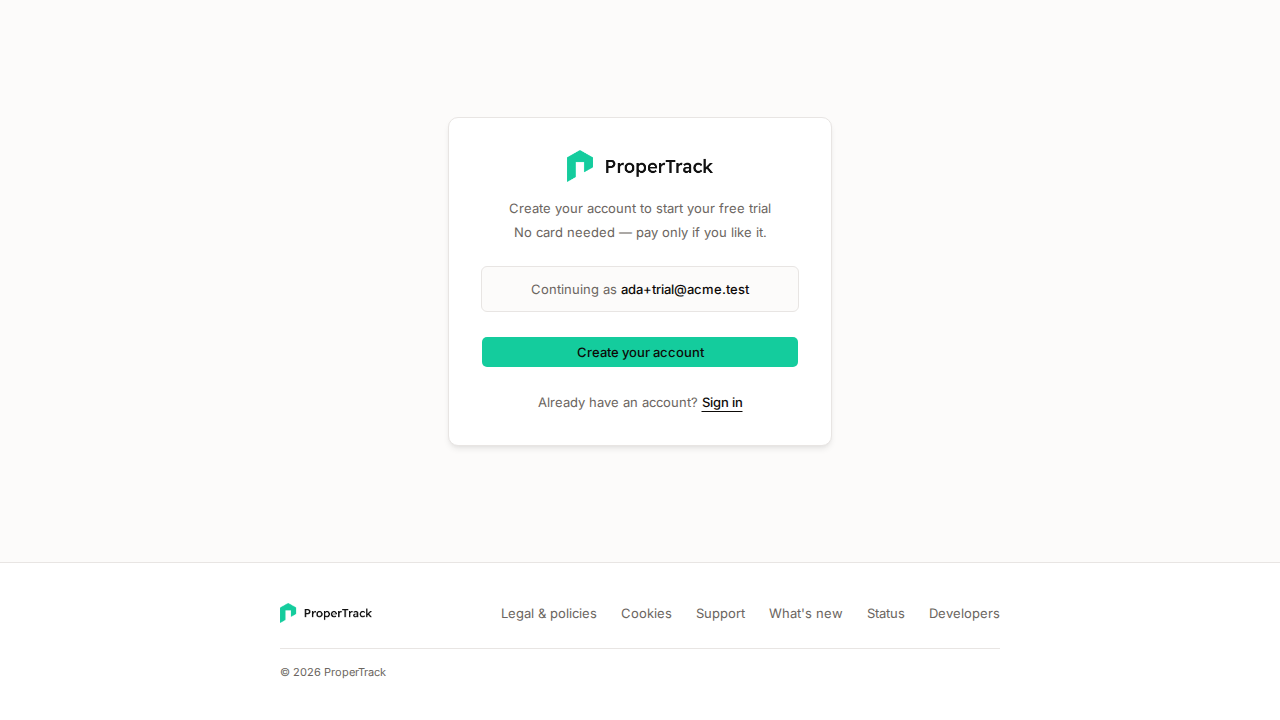 ProperTrack
Create your account to start your free trial
No card needed — pay only if you like it.
Continuing as ada+trial@acme.test
Create your account
Already have an account? Sign in
ProperTrack
Legal & policies
Cookies
Support
What's new
Status
Developers
© 2026 ProperTrack